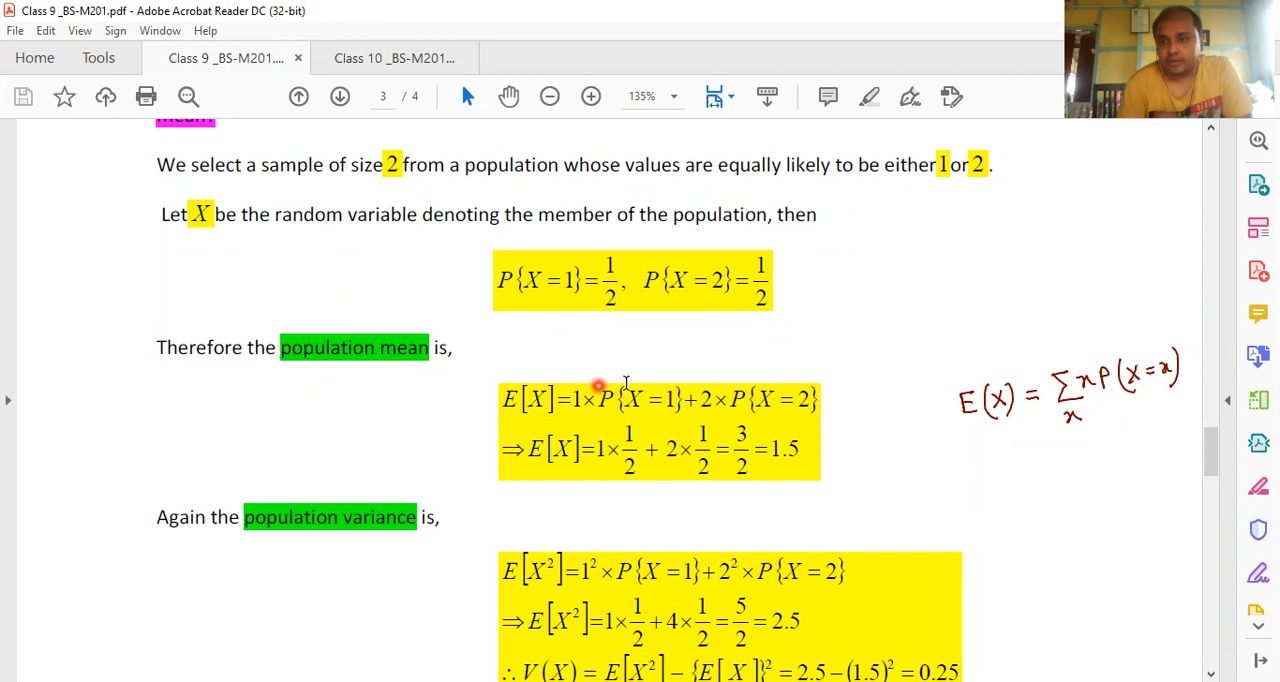 Class 9 _BS-M201.pdf - Adobe Acrobat Reader DC (32-bit)
File Edit View Sign Window Help
Home Tools Class 9 _BS-M201.... × Class 10 _BS-M201...
3 / 4 135%
mean?
We select a sample of size 2 from a population whose values are equally likely to be either 1 or 2.
Let X be the random variable denoting the member of the population, then
P{X = 1} = 1/2, P{X = 2} = 1/2
Therefore the population mean is,
E[X] = 1 × P{X = 1} + 2 × P{X = 2}
E(X) = ∑x x P(X = x)
⇒ E[X] = 1 × 1/2 + 2 × 1/2 = 3/2 = 1.5
Again the population variance is,
E[X²] = 1² × P{X = 1} + 2² × P{X = 2}
⇒ E[X²] = 1 × 1/2 + 4 × 1/2 = 5/2 = 2.5
∴ V(X) = E[X²] − {E[X]}² = 2.5 − (1.5)² = 0.25